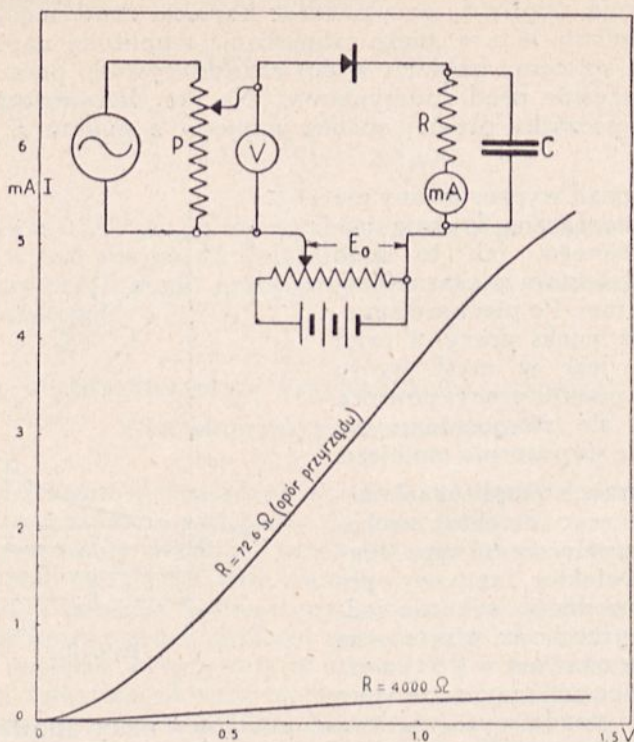 R
C
P
V
mA
6
mA I
E₀
5
4
3
2
1
0
R = 72.6 Ω (opór przyrządu)
R = 4000 Ω
0
0.5
1.0
1.5 V